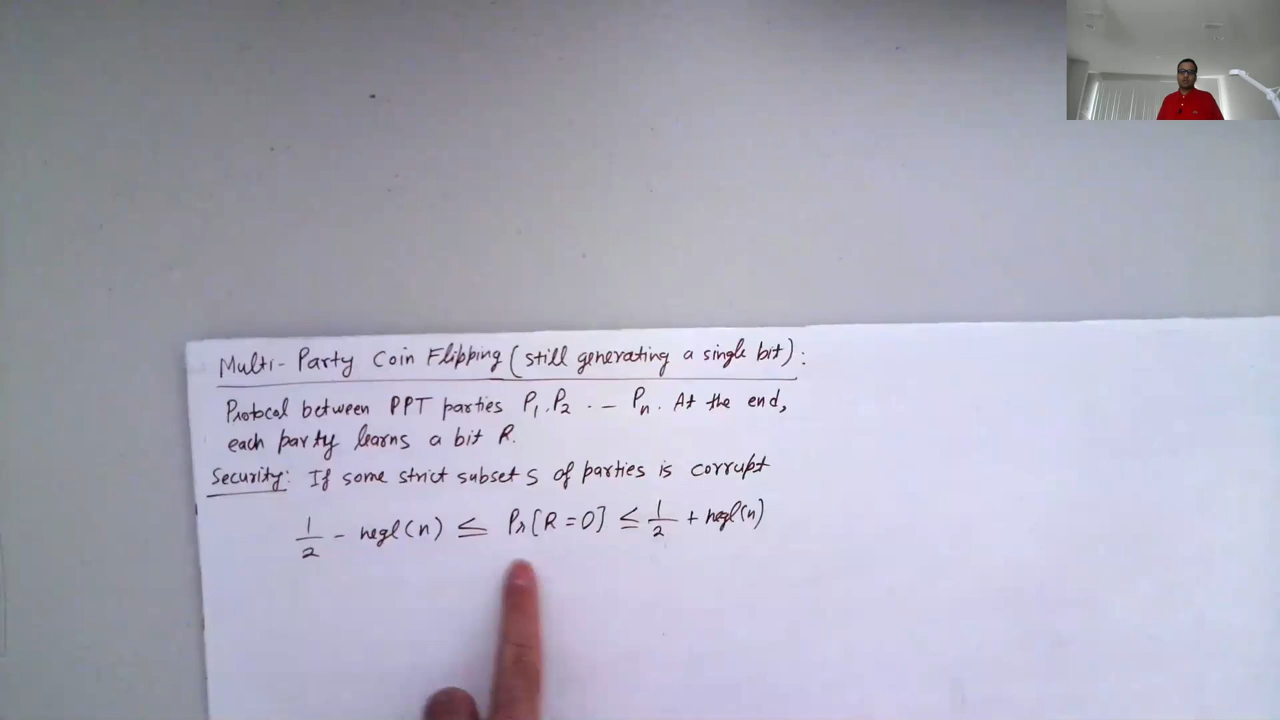 Multi-Party Coin Flipping (still generating a single bit):
Protocol between PPT parties P₁, P₂ ... Pₙ. At the end,
each party learns a bit R.
Security: If some strict subset S of parties is corrupt
1/2 - negl(n) ≤ Pr[R = 0] ≤ 1/2 + negl(n)